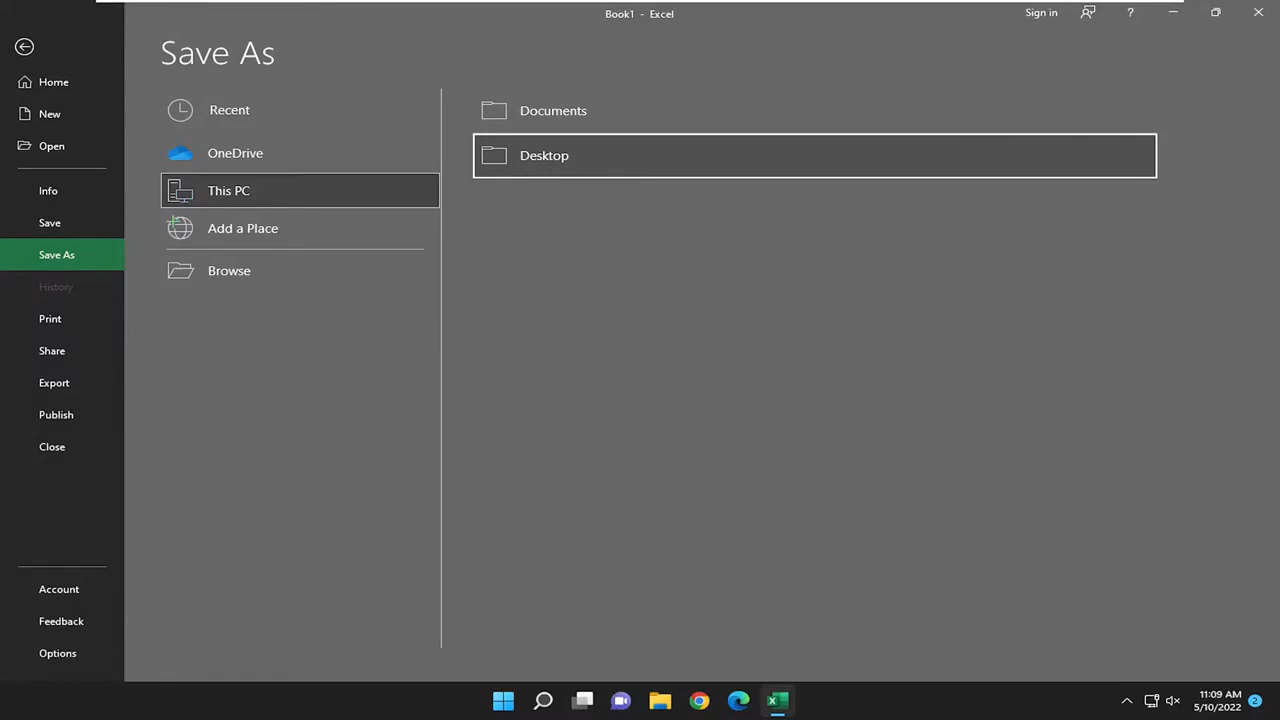 Book1 - Excel
Sign in
?
Home
New
Open
Info
Save
Save As
History
Print
Share
Export
Publish
Close
Account
Feedback
Options
Save As
Recent
OneDrive
This PC
Add a Place
Browse
Documents
Desktop
11:09 AM
5/10/2022
2